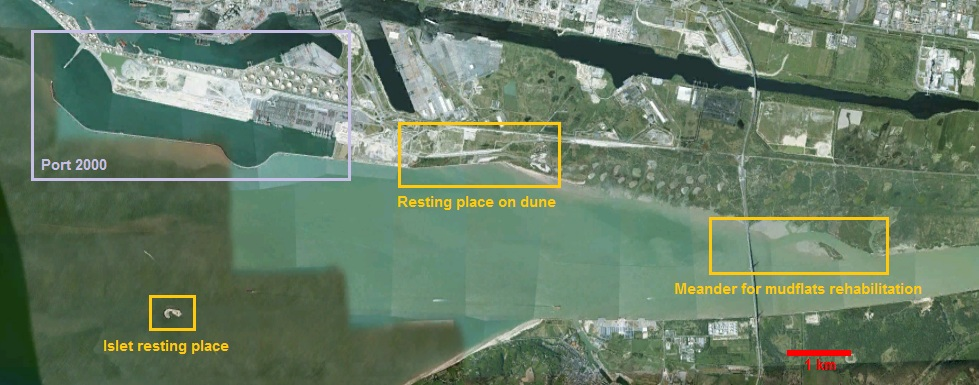 Port 2000
Resting place on dune
Meander for mudflats rehabilitation
Islet resting place
1 km